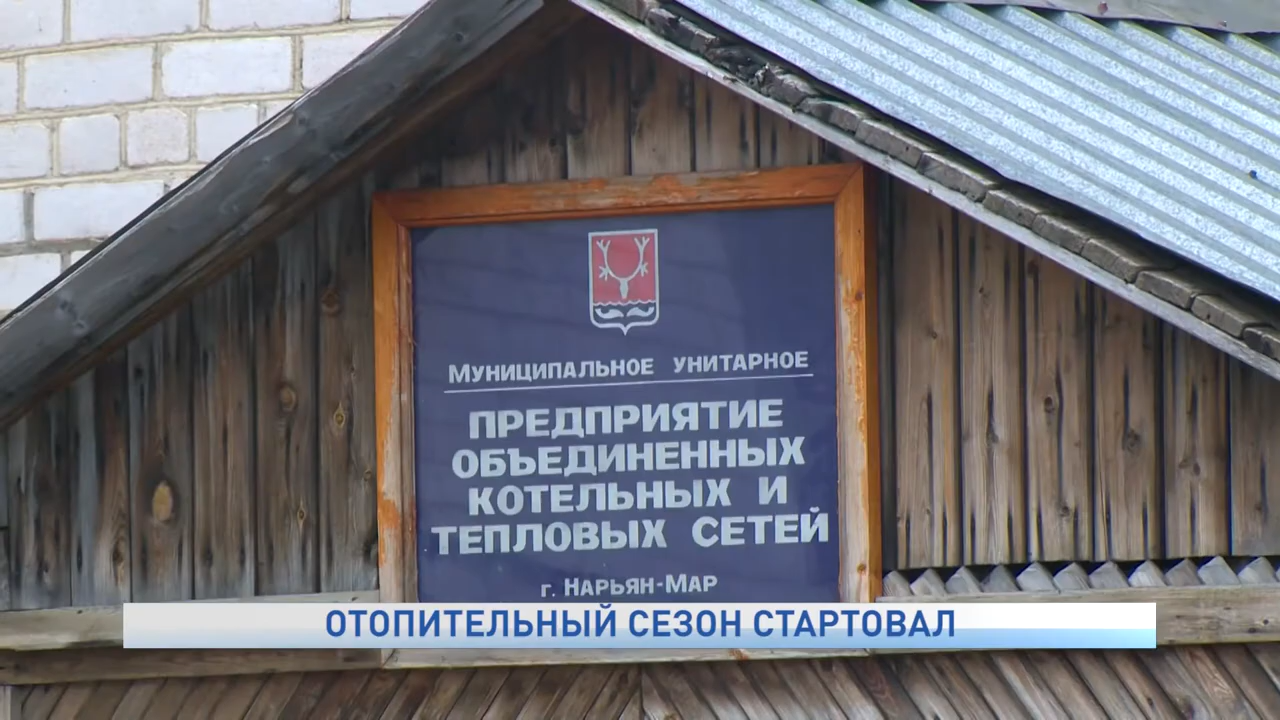 Муниципальное унитарное
ПРЕДПРИЯТИЕ
ОБЪЕДИНЕННЫХ
КОТЕЛЬНЫХ И
ТЕПЛОВЫХ СЕТЕЙ
г. Нарьян-Мар
ОТОПИТЕЛЬНЫЙ СЕЗОН СТАРТОВАЛ